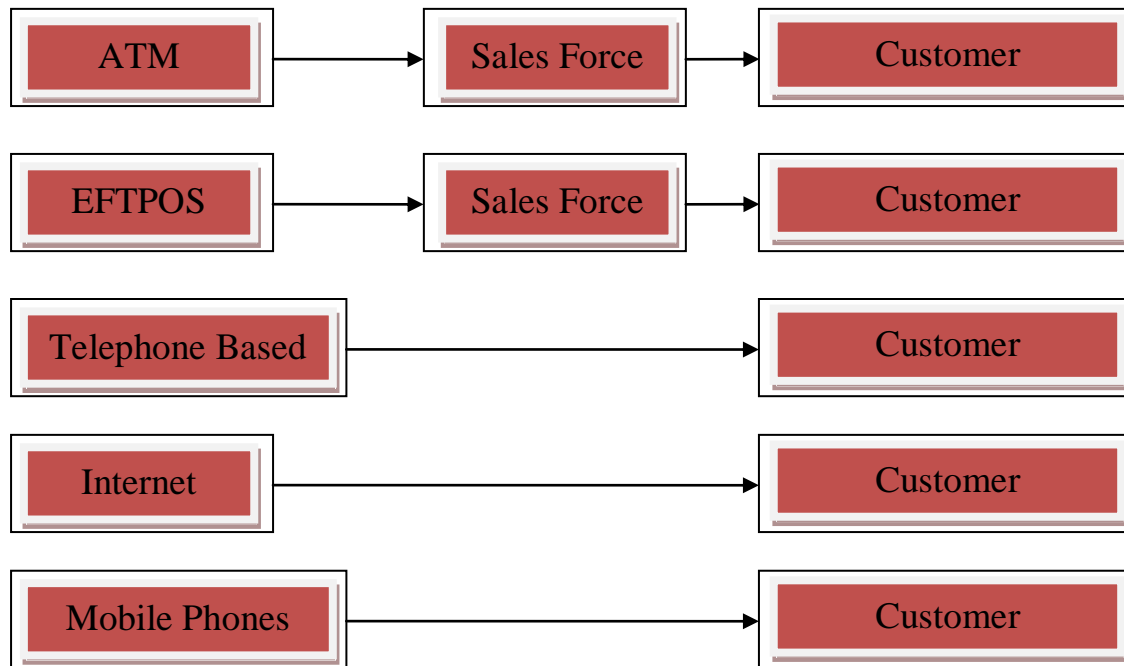 ATM Sales Force Customer
EFTPOS Sales Force Customer
Telephone Based Customer
Internet Customer
Mobile Phones Customer